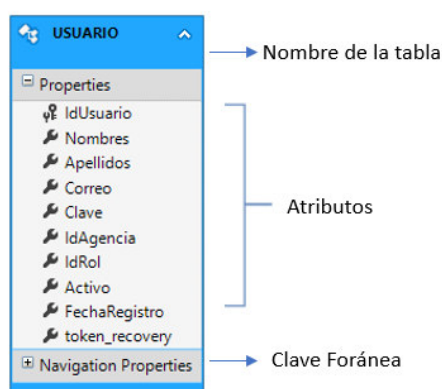 USUARIO
Nombre de la tabla
Properties
IdUsuario
Nombres
Apellidos
Correo
Clave
IdAgencia
IdRol
Activo
FechaRegistro
token_recovery
Atributos
Navigation Properties
Clave Foránea